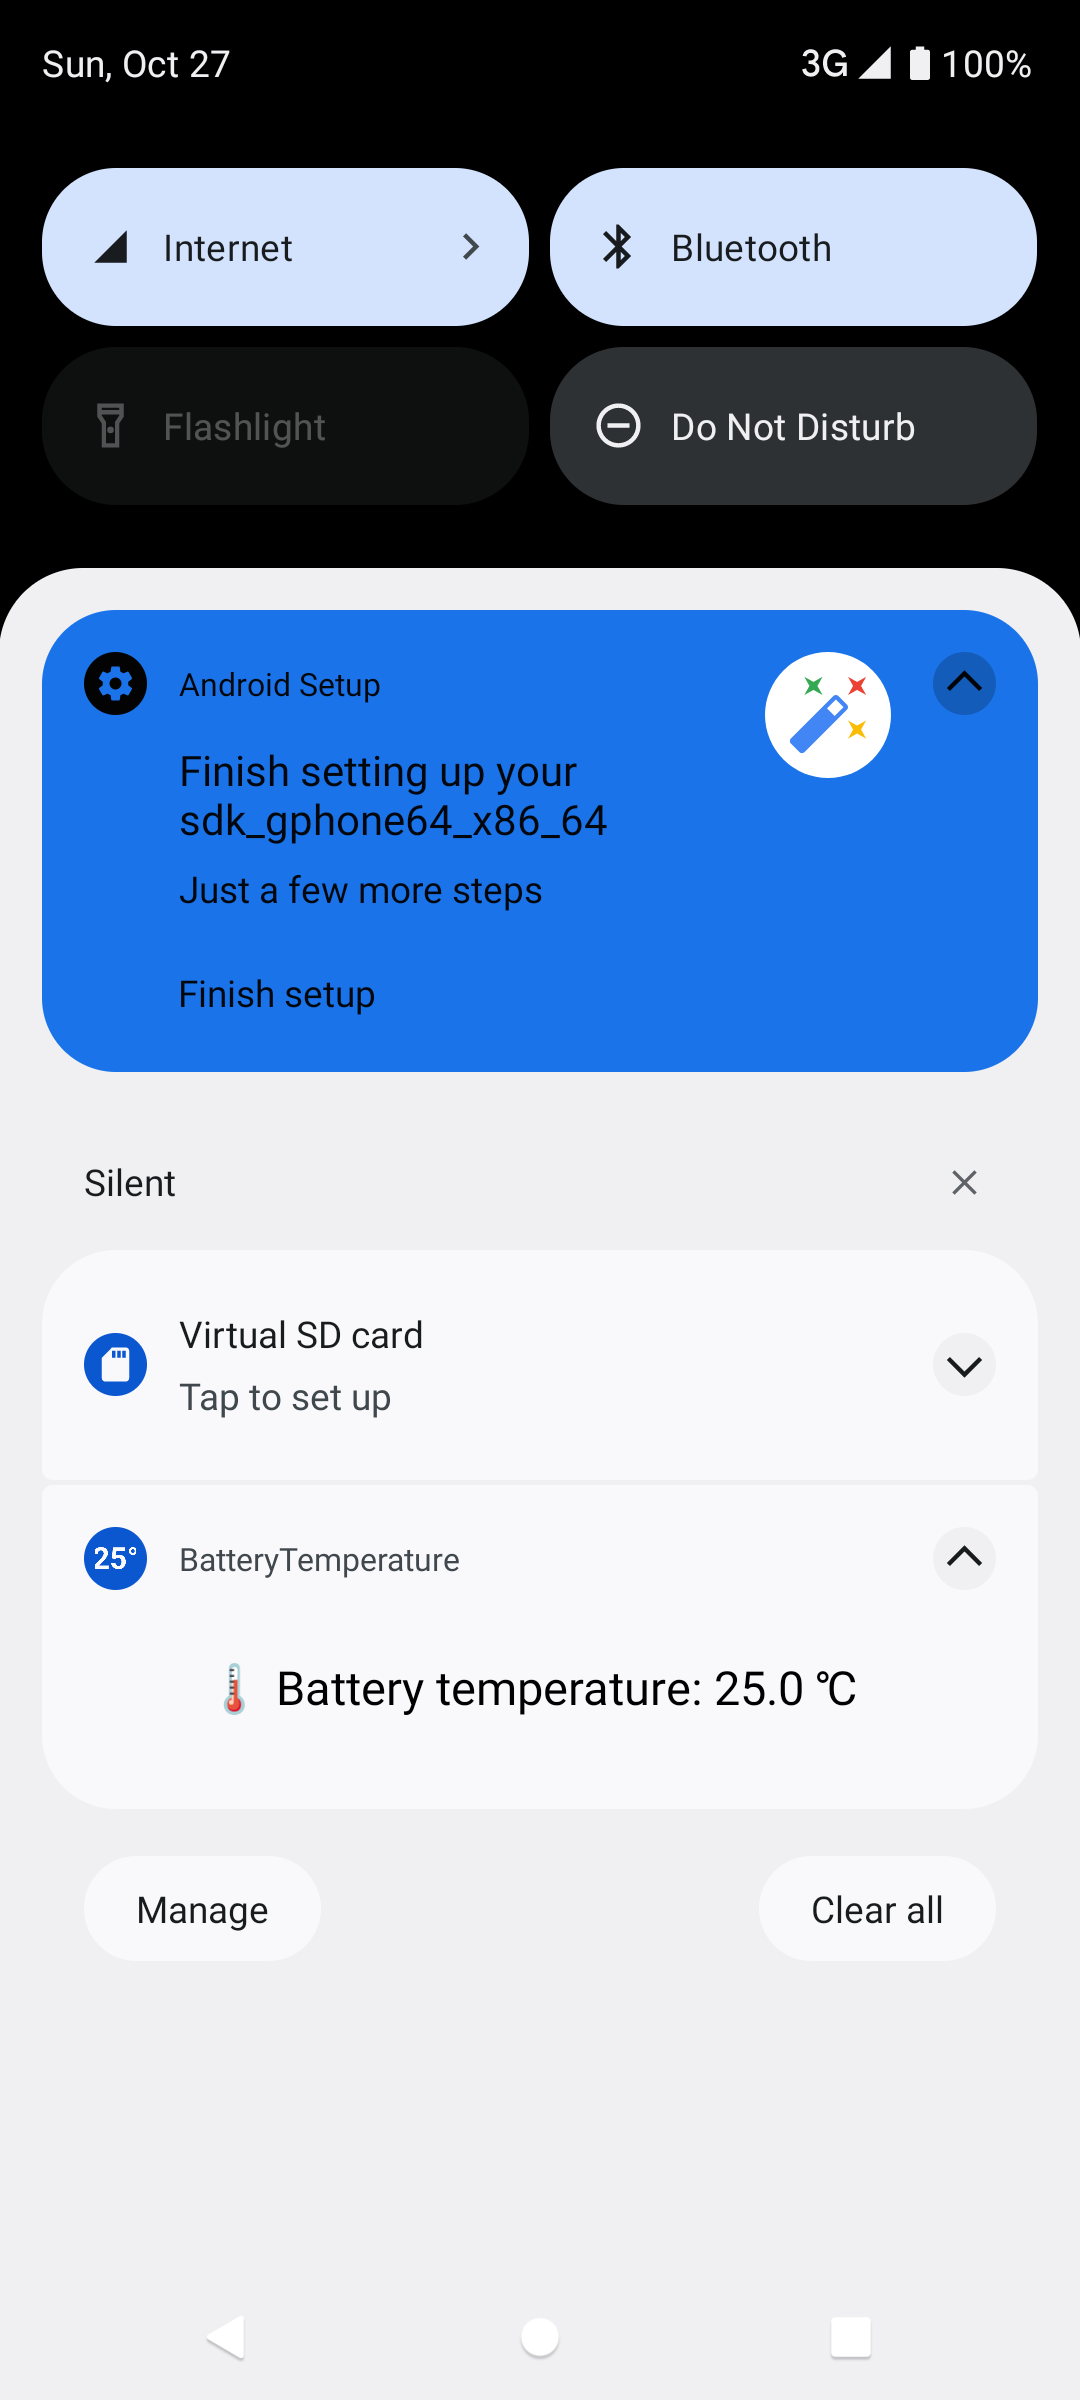 Sun, Oct 27
3G 100%
Internet
Bluetooth
Flashlight
Do Not Disturb
Android Setup
Finish setting up your
sdk_gphone64_x86_64
Just a few more steps
Finish setup
Silent
Virtual SD card
Tap to set up
25°
BatteryTemperature
Battery temperature: 25.0 ℃
Manage
Clear all